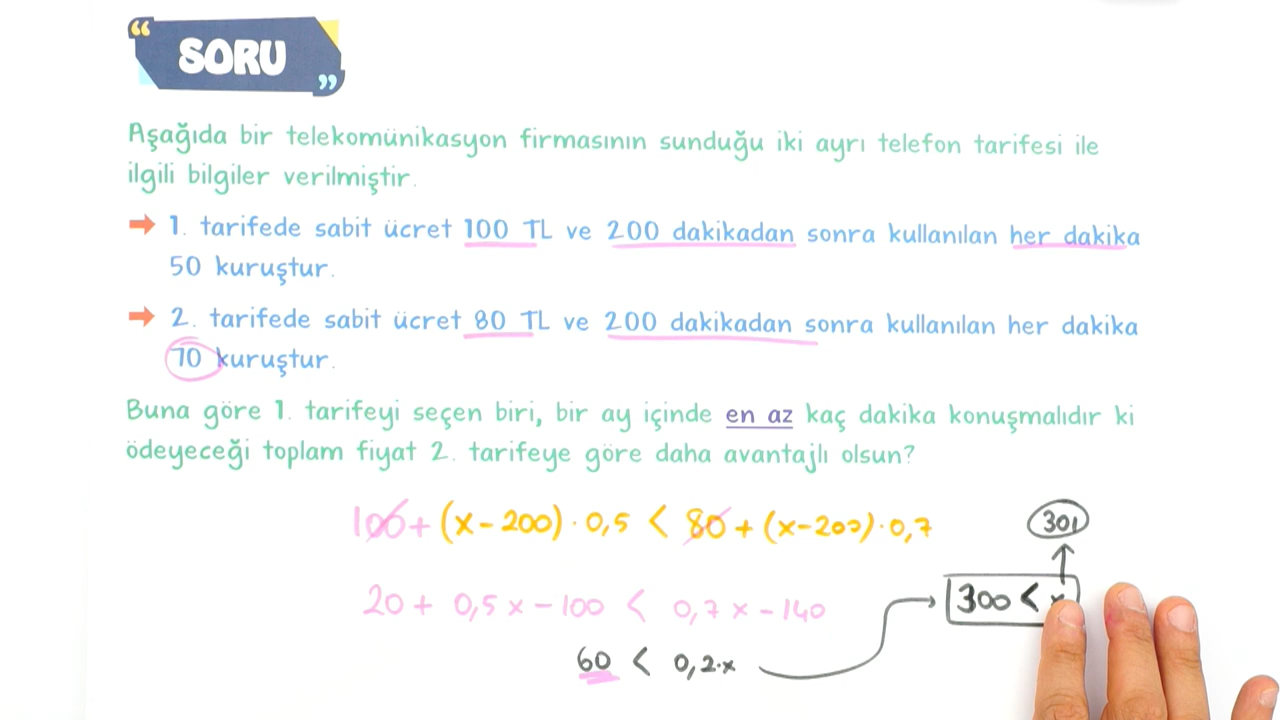 “ SORU ”
Aşağıda bir telekomünikasyon firmasının sunduğu iki ayrı telefon tarifesi ile
ilgili bilgiler verilmiştir.
➡ 1. tarifede sabit ücret 100 TL ve 200 dakikadan sonra kullanılan her dakika
50 kuruştur.
➡ 2. tarifede sabit ücret 80 TL ve 200 dakikadan sonra kullanılan her dakika
70 kuruştur.
Buna göre 1. tarifeyi seçen biri, bir ay içinde en az kaç dakika konuşmalıdır ki
ödeyeceği toplam fiyat 2. tarifeye göre daha avantajlı olsun?
100 + (x - 200) · 0,5 < 80 + (x - 200) · 0,7
301
20 + 0,5 x - 100 < 0,7 x - 140
300 < x
60 < 0,2·x